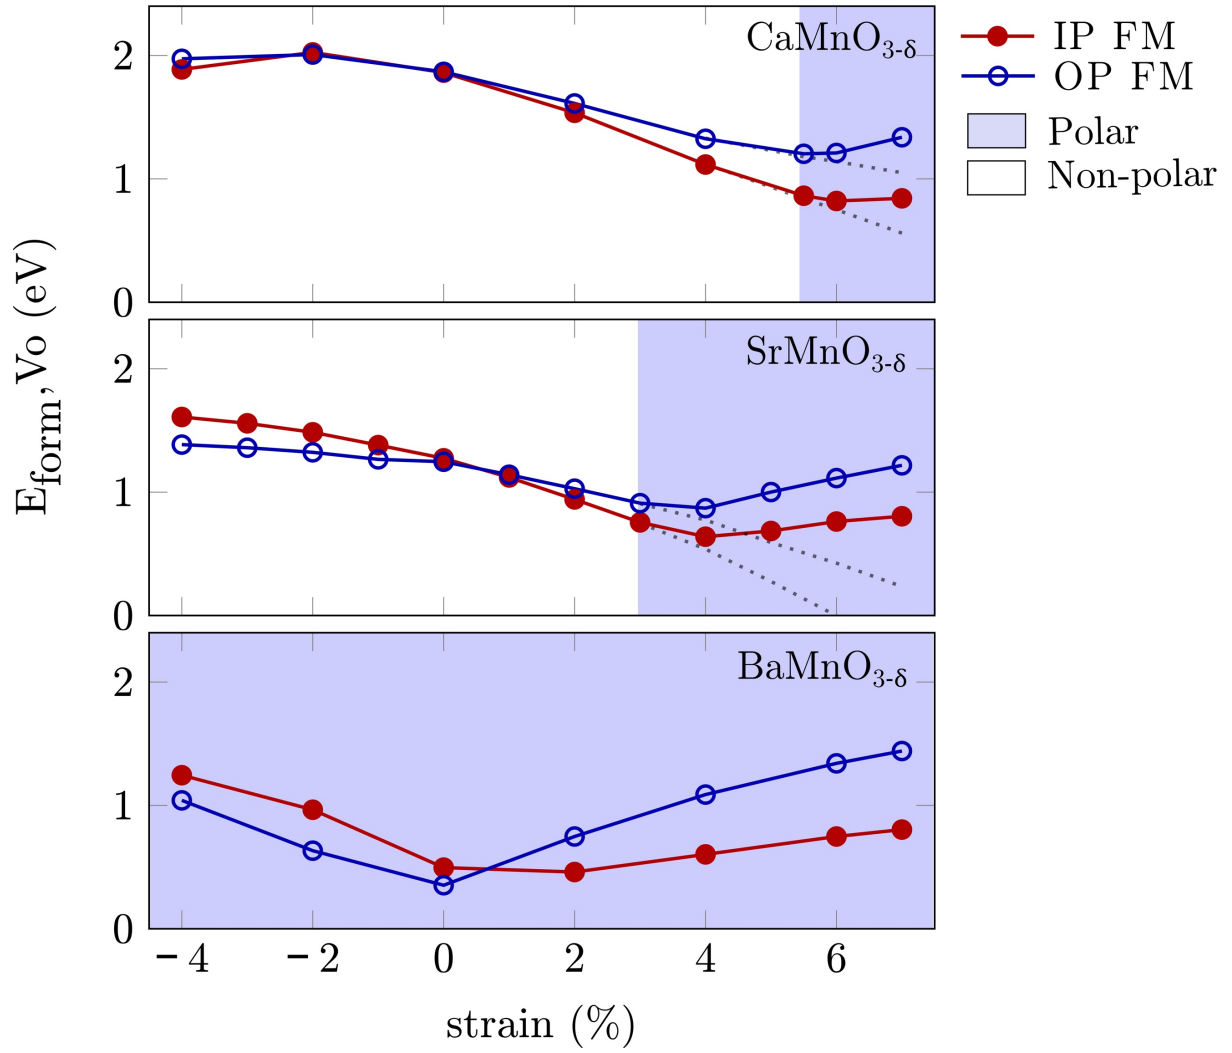 CaMnO3-δ
IP FM
OP FM
Polar
Non-polar
2
1
0
SrMnO3-δ
2
1
0
BaMnO3-δ
2
1
0
Eform, Vo (eV)
−4 −2 0 2 4 6
strain (%)